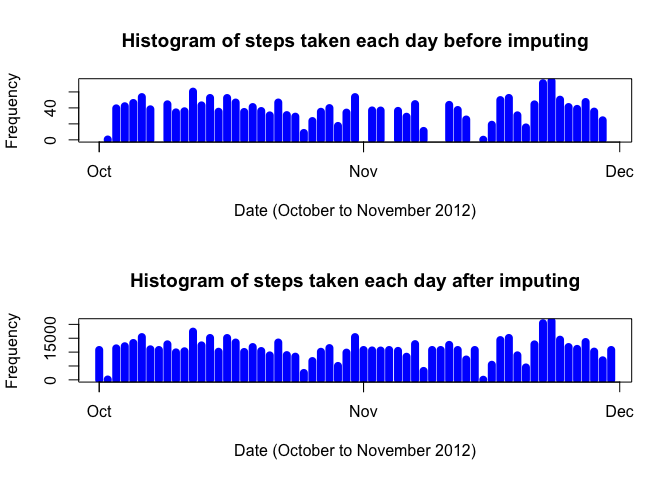 Histogram of steps taken each day before imputing
Frequency
0 40
Oct Nov Dec
Date (October to November 2012)
Histogram of steps taken each day after imputing
Frequency
0 15000
Oct Nov Dec
Date (October to November 2012)